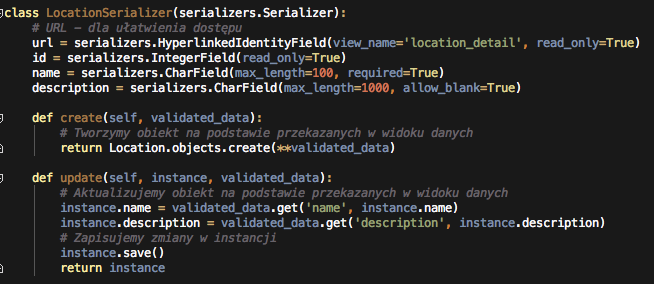 class LocationSerializer(serializers.Serializer):
    # URL - dla ułatwienia dostępu
    url = serializers.HyperlinkedIdentityField(view_name='location_detail', read_only=True)
    id = serializers.IntegerField(read_only=True)
    name = serializers.CharField(max_length=100, required=True)
    description = serializers.CharField(max_length=1000, allow_blank=True)

    def create(self, validated_data):
        # Tworzymy obiekt na podstawie przekazanych w widoku danych
        return Location.objects.create(**validated_data)

    def update(self, instance, validated_data):
        # Aktualizujemy obiekt na podstawie przekazanych w widoku danych
        instance.name = validated_data.get('name', instance.name)
        instance.description = validated_data.get('description', instance.description)
        # Zapisujemy zmiany w instancji
        instance.save()
        return instance